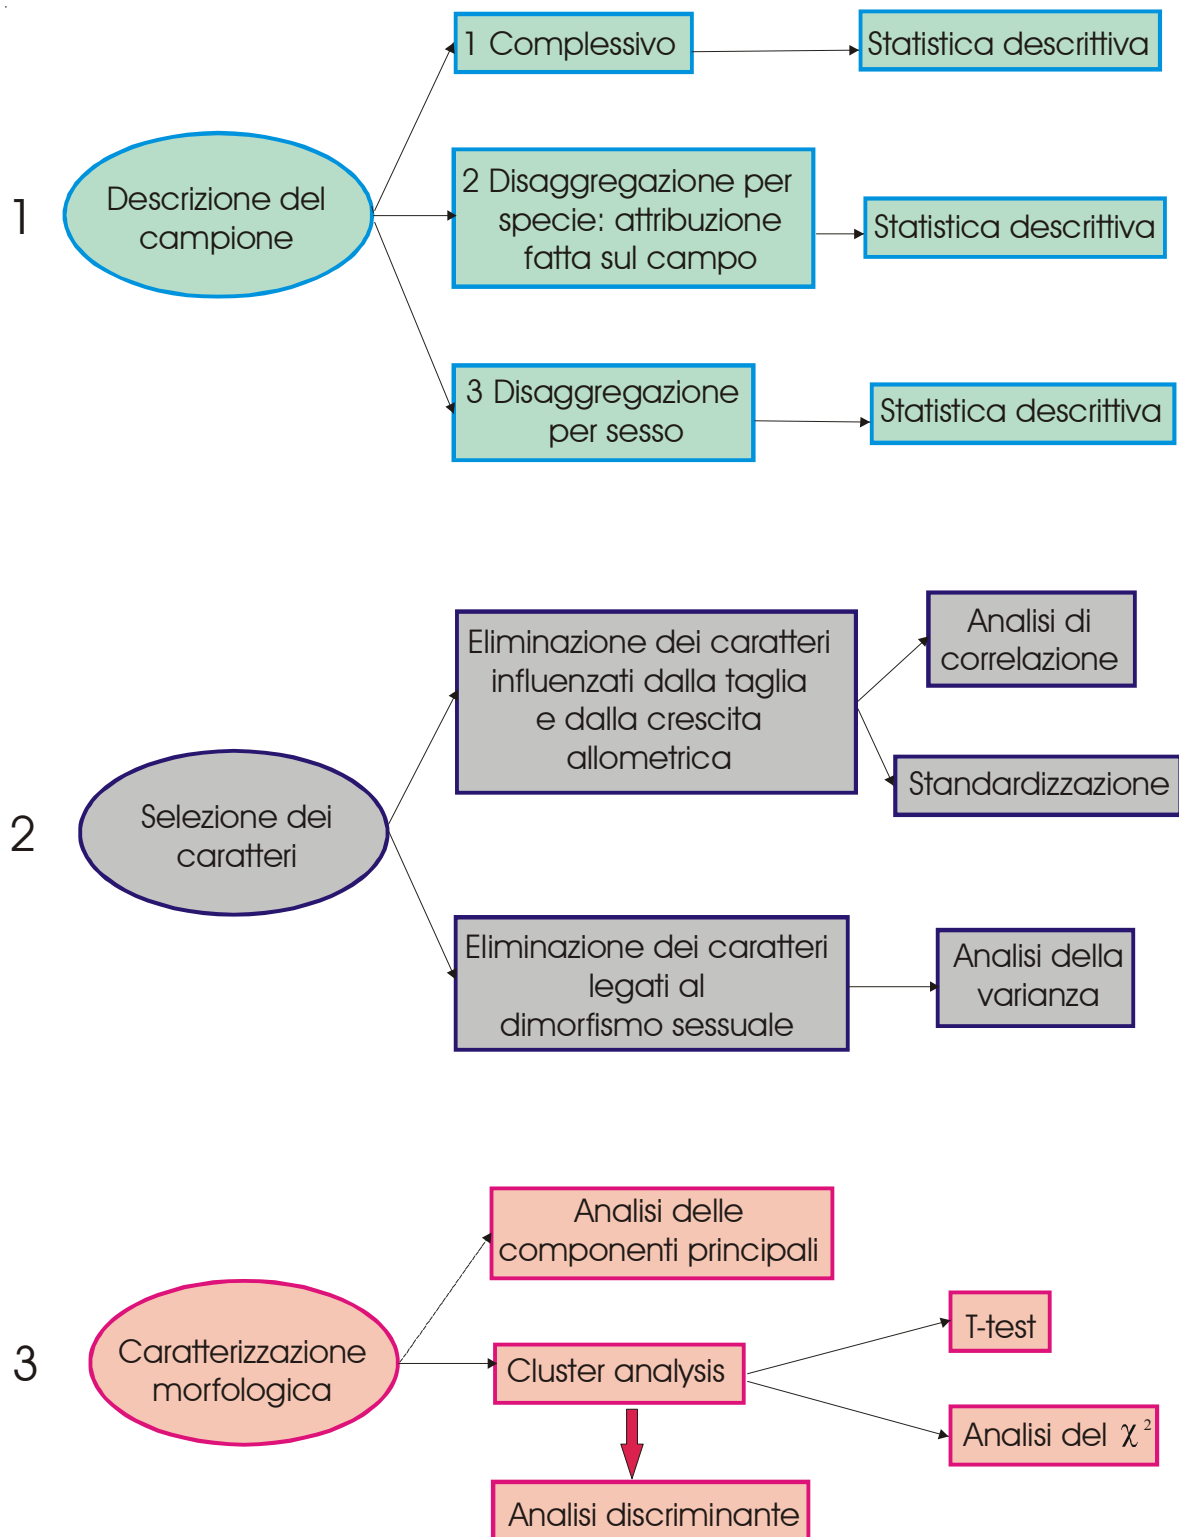 1
Descrizione del
campione
1 Complessivo
Statistica descrittiva
2 Disaggregazione per
specie: attribuzione
fatta sul campo
Statistica descrittiva
3 Disaggregazione
per sesso
Statistica descrittiva
2
Selezione dei
caratteri
Eliminazione dei caratteri
influenzati dalla taglia
e dalla crescita
allometrica
Analisi di
correlazione
Standardizzazione
Eliminazione dei caratteri
legati al
dimorfismo sessuale
Analisi della
varianza
3
Caratterizzazione
morfologica
Analisi delle
componenti principali
Cluster analysis
T-test
Analisi del χ²
Analisi discriminante